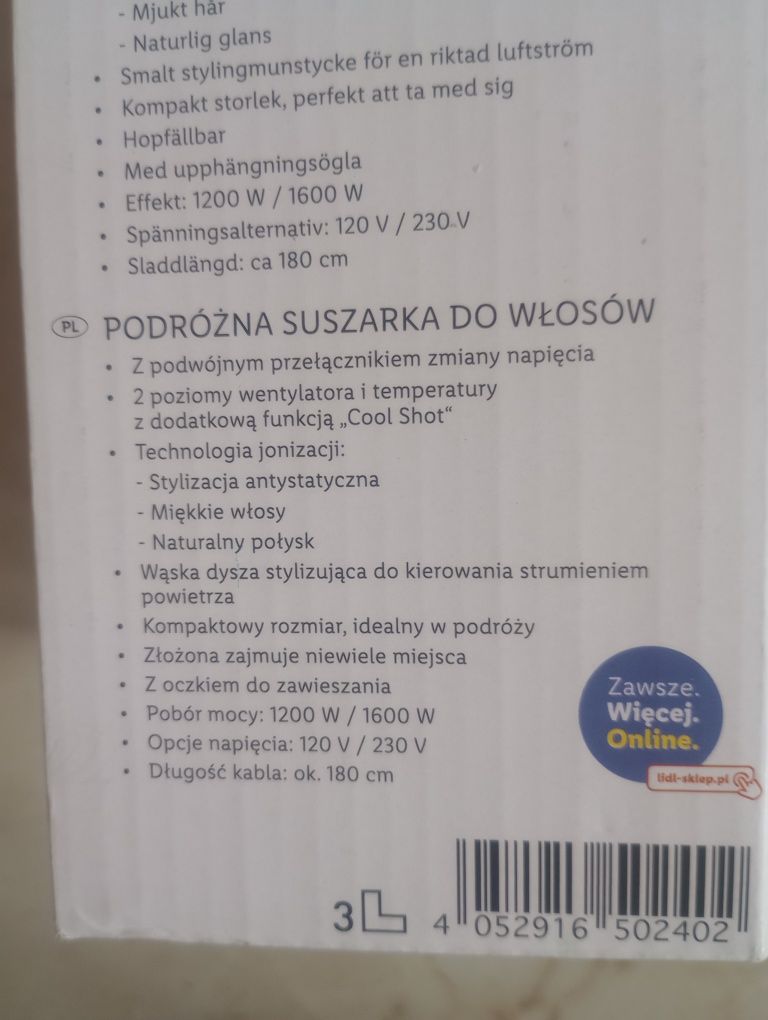 - Mjukt hår
- Naturlig glans
• Smalt stylingmunstycke för en riktad luftström
• Kompakt storlek, perfekt att ta med sig
• Hopfällbar
• Med upphängningsögla
• Effekt: 1200 W / 1600 W
• Spänningsalternativ: 120 V / 230 V
• Sladdlängd: ca 180 cm
PL PODRÓŻNA SUSZARKA DO WŁOSÓW
• Z podwójnym przełącznikiem zmiany napięcia
• 2 poziomy wentylatora i temperatury
z dodatkową funkcją „Cool Shot“
• Technologia jonizacji:
- Stylizacja antystatyczna
- Miękkie włosy
- Naturalny połysk
• Wąska dysza stylizująca do kierowania strumieniem
powietrza
• Kompaktowy rozmiar, idealny w podróży
• Złożona zajmuje niewiele miejsca
• Z oczkiem do zawieszania
• Pobór mocy: 1200 W / 1600 W
• Opcje napięcia: 120 V / 230 V
• Długość kabla: ok. 180 cm
Zawsze.
Więcej.
Online.
lidl-sklep.pl
3
4 052916 502402